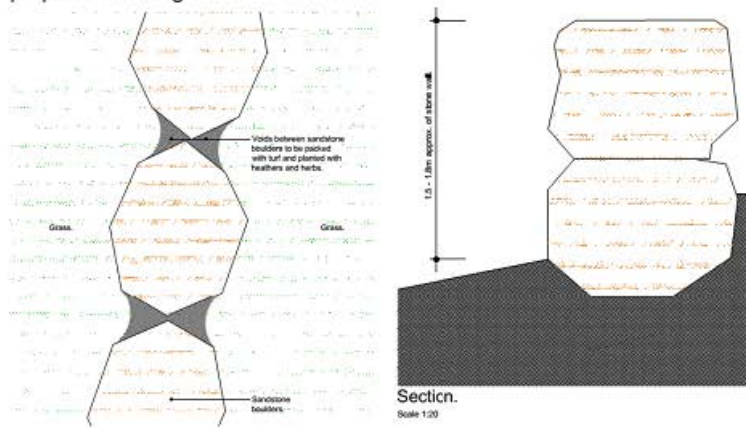 Voids between sandstone
boulders to be packed
with turf and planted with
heathers and herbs.
Grass.
Grass.
Sandstone
boulders.
1.5 - 1.8m approx. of stone wall.
Section.
Scale 1:20